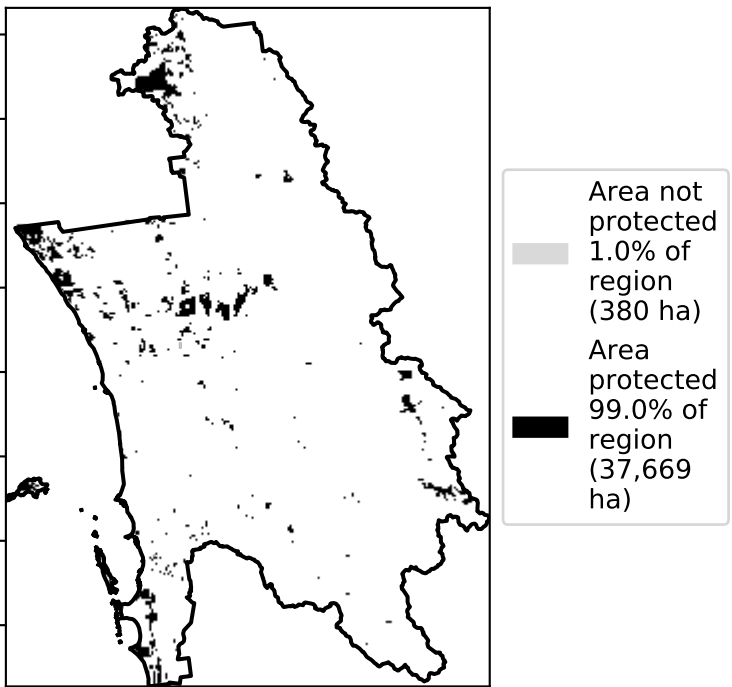 Area not
protected
1.0% of
region
(380 ha)
Area
protected
99.0% of
region
(37,669
ha)